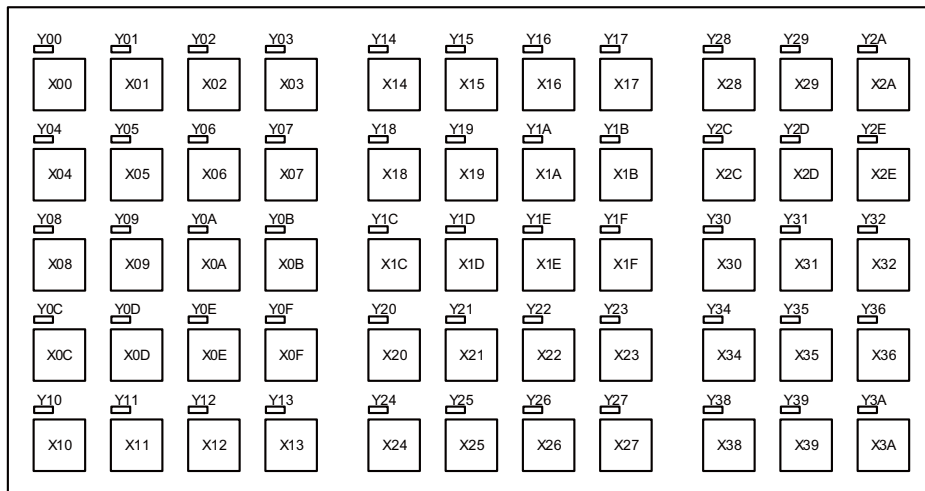 Y00 Y01 Y02 Y03 Y14 Y15 Y16 Y17 Y28 Y29 Y2A
X00 X01 X02 X03 X14 X15 X16 X17 X28 X29 X2A
Y04 Y05 Y06 Y07 Y18 Y19 Y1A Y1B Y2C Y2D Y2E
X04 X05 X06 X07 X18 X19 X1A X1B X2C X2D X2E
Y08 Y09 Y0A Y0B Y1C Y1D Y1E Y1F Y30 Y31 Y32
X08 X09 X0A X0B X1C X1D X1E X1F X30 X31 X32
Y0C Y0D Y0E Y0F Y20 Y21 Y22 Y23 Y34 Y35 Y36
X0C X0D X0E X0F X20 X21 X22 X23 X34 X35 X36
Y10 Y11 Y12 Y13 Y24 Y25 Y26 Y27 Y38 Y39 Y3A
X10 X11 X12 X13 X24 X25 X26 X27 X38 X39 X3A